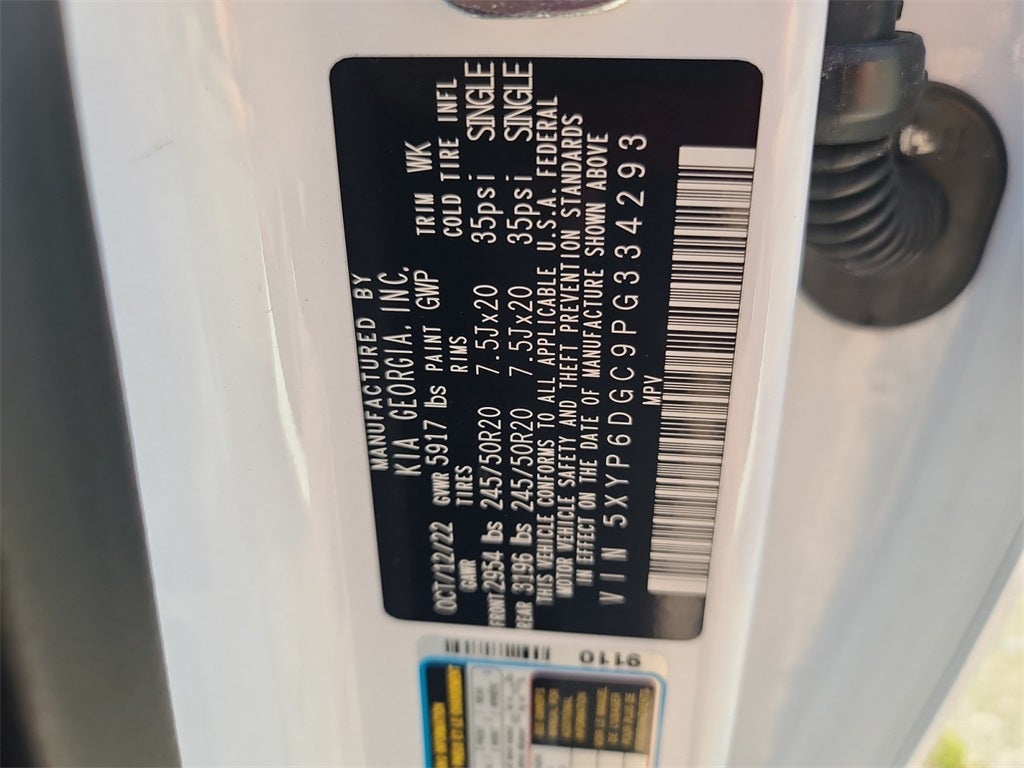 MANUFACTURED BY
KIA GEORGIA, INC.
OCT/12/22 GVWR 5917 lbs PAINT GWP TRIM WK
GAWR TIRES RIMS COLD TIRE INFL
FRONT 2954 lbs 245/50R20 7.5Jx20 35psi SINGLE
REAR 3196 lbs 245/50R20 7.5Jx20 35psi SINGLE
THIS VEHICLE CONFORMS TO ALL APPLICABLE U.S.A. FEDERAL
MOTOR VEHICLE SAFETY AND THEFT PREVENTION STANDARDS
IN EFFECT ON THE DATE OF MANUFACTURE SHOWN ABOVE
VIN 5XYP6DGC9PG334293
MPV
9110